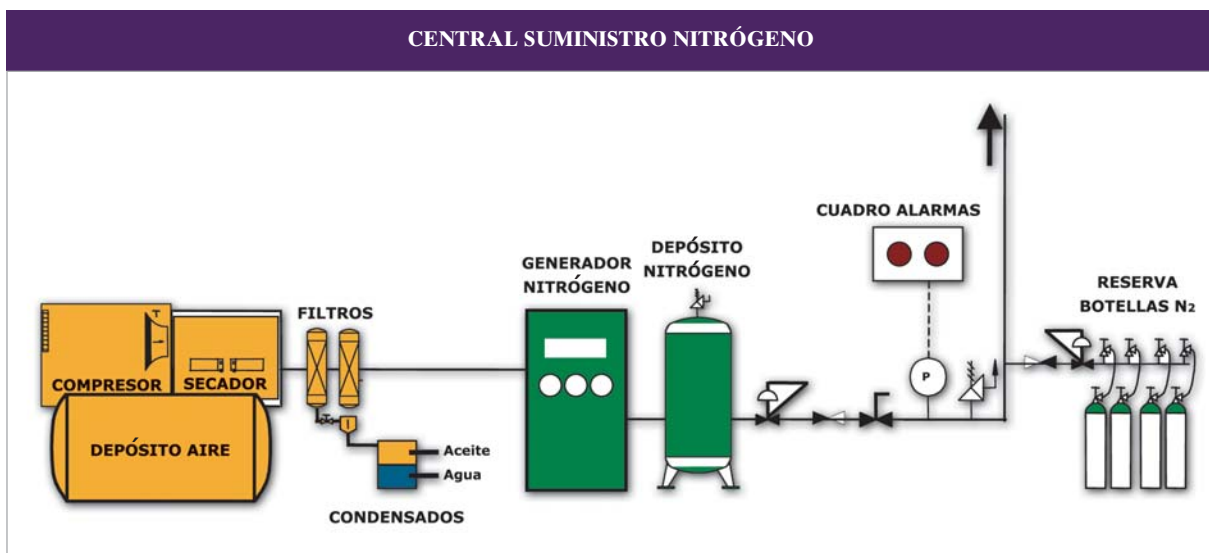 CENTRAL SUMINISTRO NITRÓGENO
CUADRO ALARMAS
DEPÓSITO
NITRÓGENO
GENERADOR
NITRÓGENO
RESERVA
BOTELLAS N₂
FILTROS
T
COMPRESOR
SECADOR
P
DEPÓSITO AIRE
Aceite
Agua
CONDENSADOS